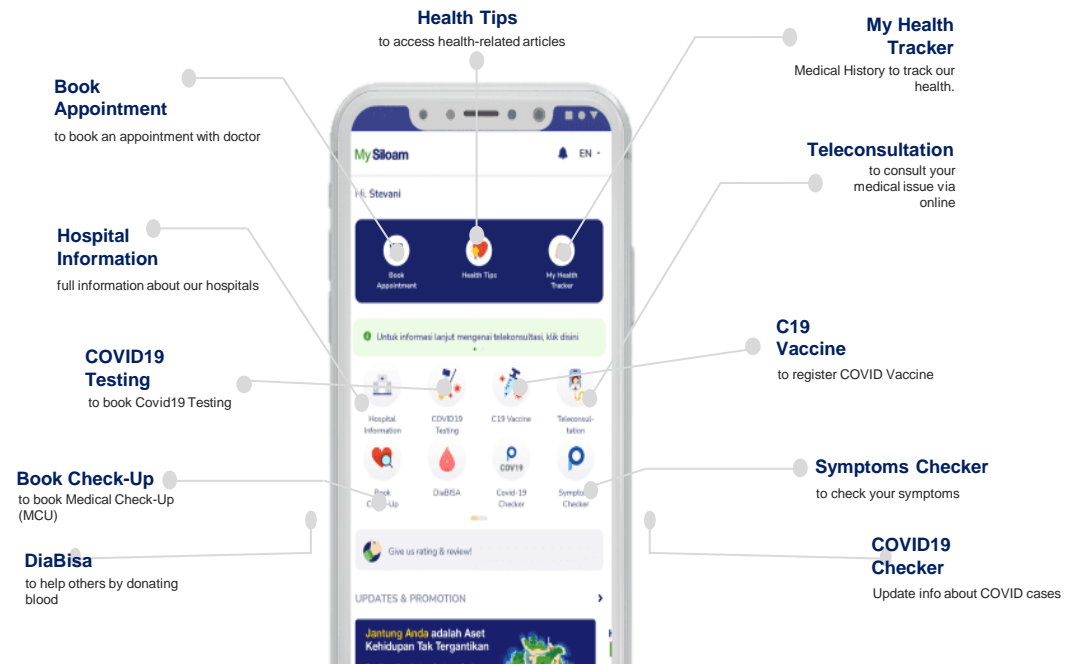 Health Tips
to access health-related articles
My Health
Tracker
Medical History to track our
health.
Book
Appointment
to book an appointment with doctor
Teleconsultation
to consult your
medical issue via
online
Hospital
Information
full information about our hospitals
C19
Vaccine
to register COVID Vaccine
COVID19
Testing
to book Covid19 Testing
Book Check-Up
to book Medical Check-Up
(MCU)
Symptoms Checker
to check your symptoms
DiaBisa
to help others by donating
blood
COVID19
Checker
Update info about COVID cases
MySiloam
EN
Hi, Stevani
Book
Appointment
Health Tips
My Health
Tracker
Untuk informasi lanjut mengenai telekonsultasi, klik disini
Hospital
Information
COVID19
Testing
C19 Vaccine
Teleconsul-
tation
COV19
Book
Check-Up
DiaBISA
Covid-19
Checker
Symptoms
Checker
Give us rating & review!
UPDATES & PROMOTION
Jantung Anda adalah Aset
Kehidupan Tak Tergantikan